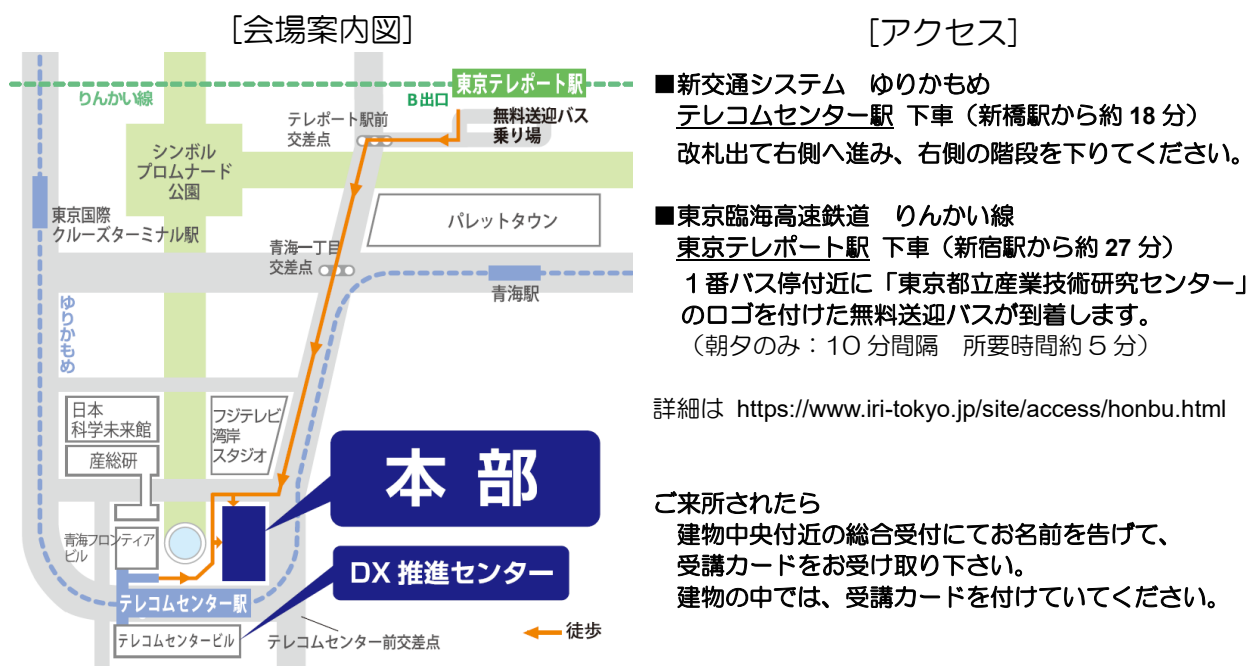 [会場案内図]
りんかい線
B出口
東京テレポート駅
無料送迎バス
乗り場
テレポート駅前
交差点
シンボル
プロムナード
公園
東京国際
クルーズターミナル駅
パレットタウン
青海一丁目
交差点
青海駅
ゆりかもめ
日本
科学未来館
産総研
フジテレビ
湾岸
スタジオ
本部
青海フロンティア
ビル
DX 推進センター
テレコムセンター駅
テレコムセンタービル
テレコムセンター前交差点
徒歩
[アクセス]
■新交通システム ゆりかもめ
テレコムセンター駅 下車(新橋駅から約 18 分)
改札出て右側へ進み、右側の階段を下りてください。
■東京臨海高速鉄道 りんかい線
東京テレポート駅 下車(新宿駅から約 27 分)
1番バス停付近に「東京都立産業技術研究センター」
のロゴを付けた無料送迎バスが到着します。
(朝夕のみ:10 分間隔 所要時間約5分)
詳細は https://www.iri-tokyo.jp/site/access/honbu.html
ご来所されたら
建物中央付近の総合受付にてお名前を告げて、
受講カードをお受け取り下さい。
建物の中では、受講カードを付けていてください。